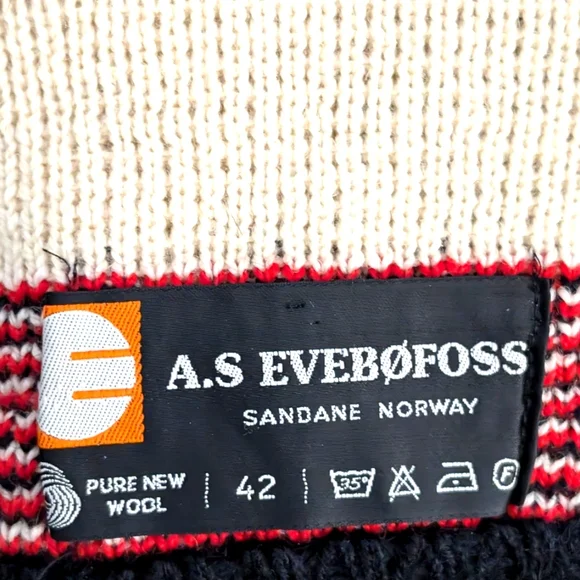 A.S EVEBØFOSS
SANDANE NORWAY
PURE NEW
WOOL
42
35°
F